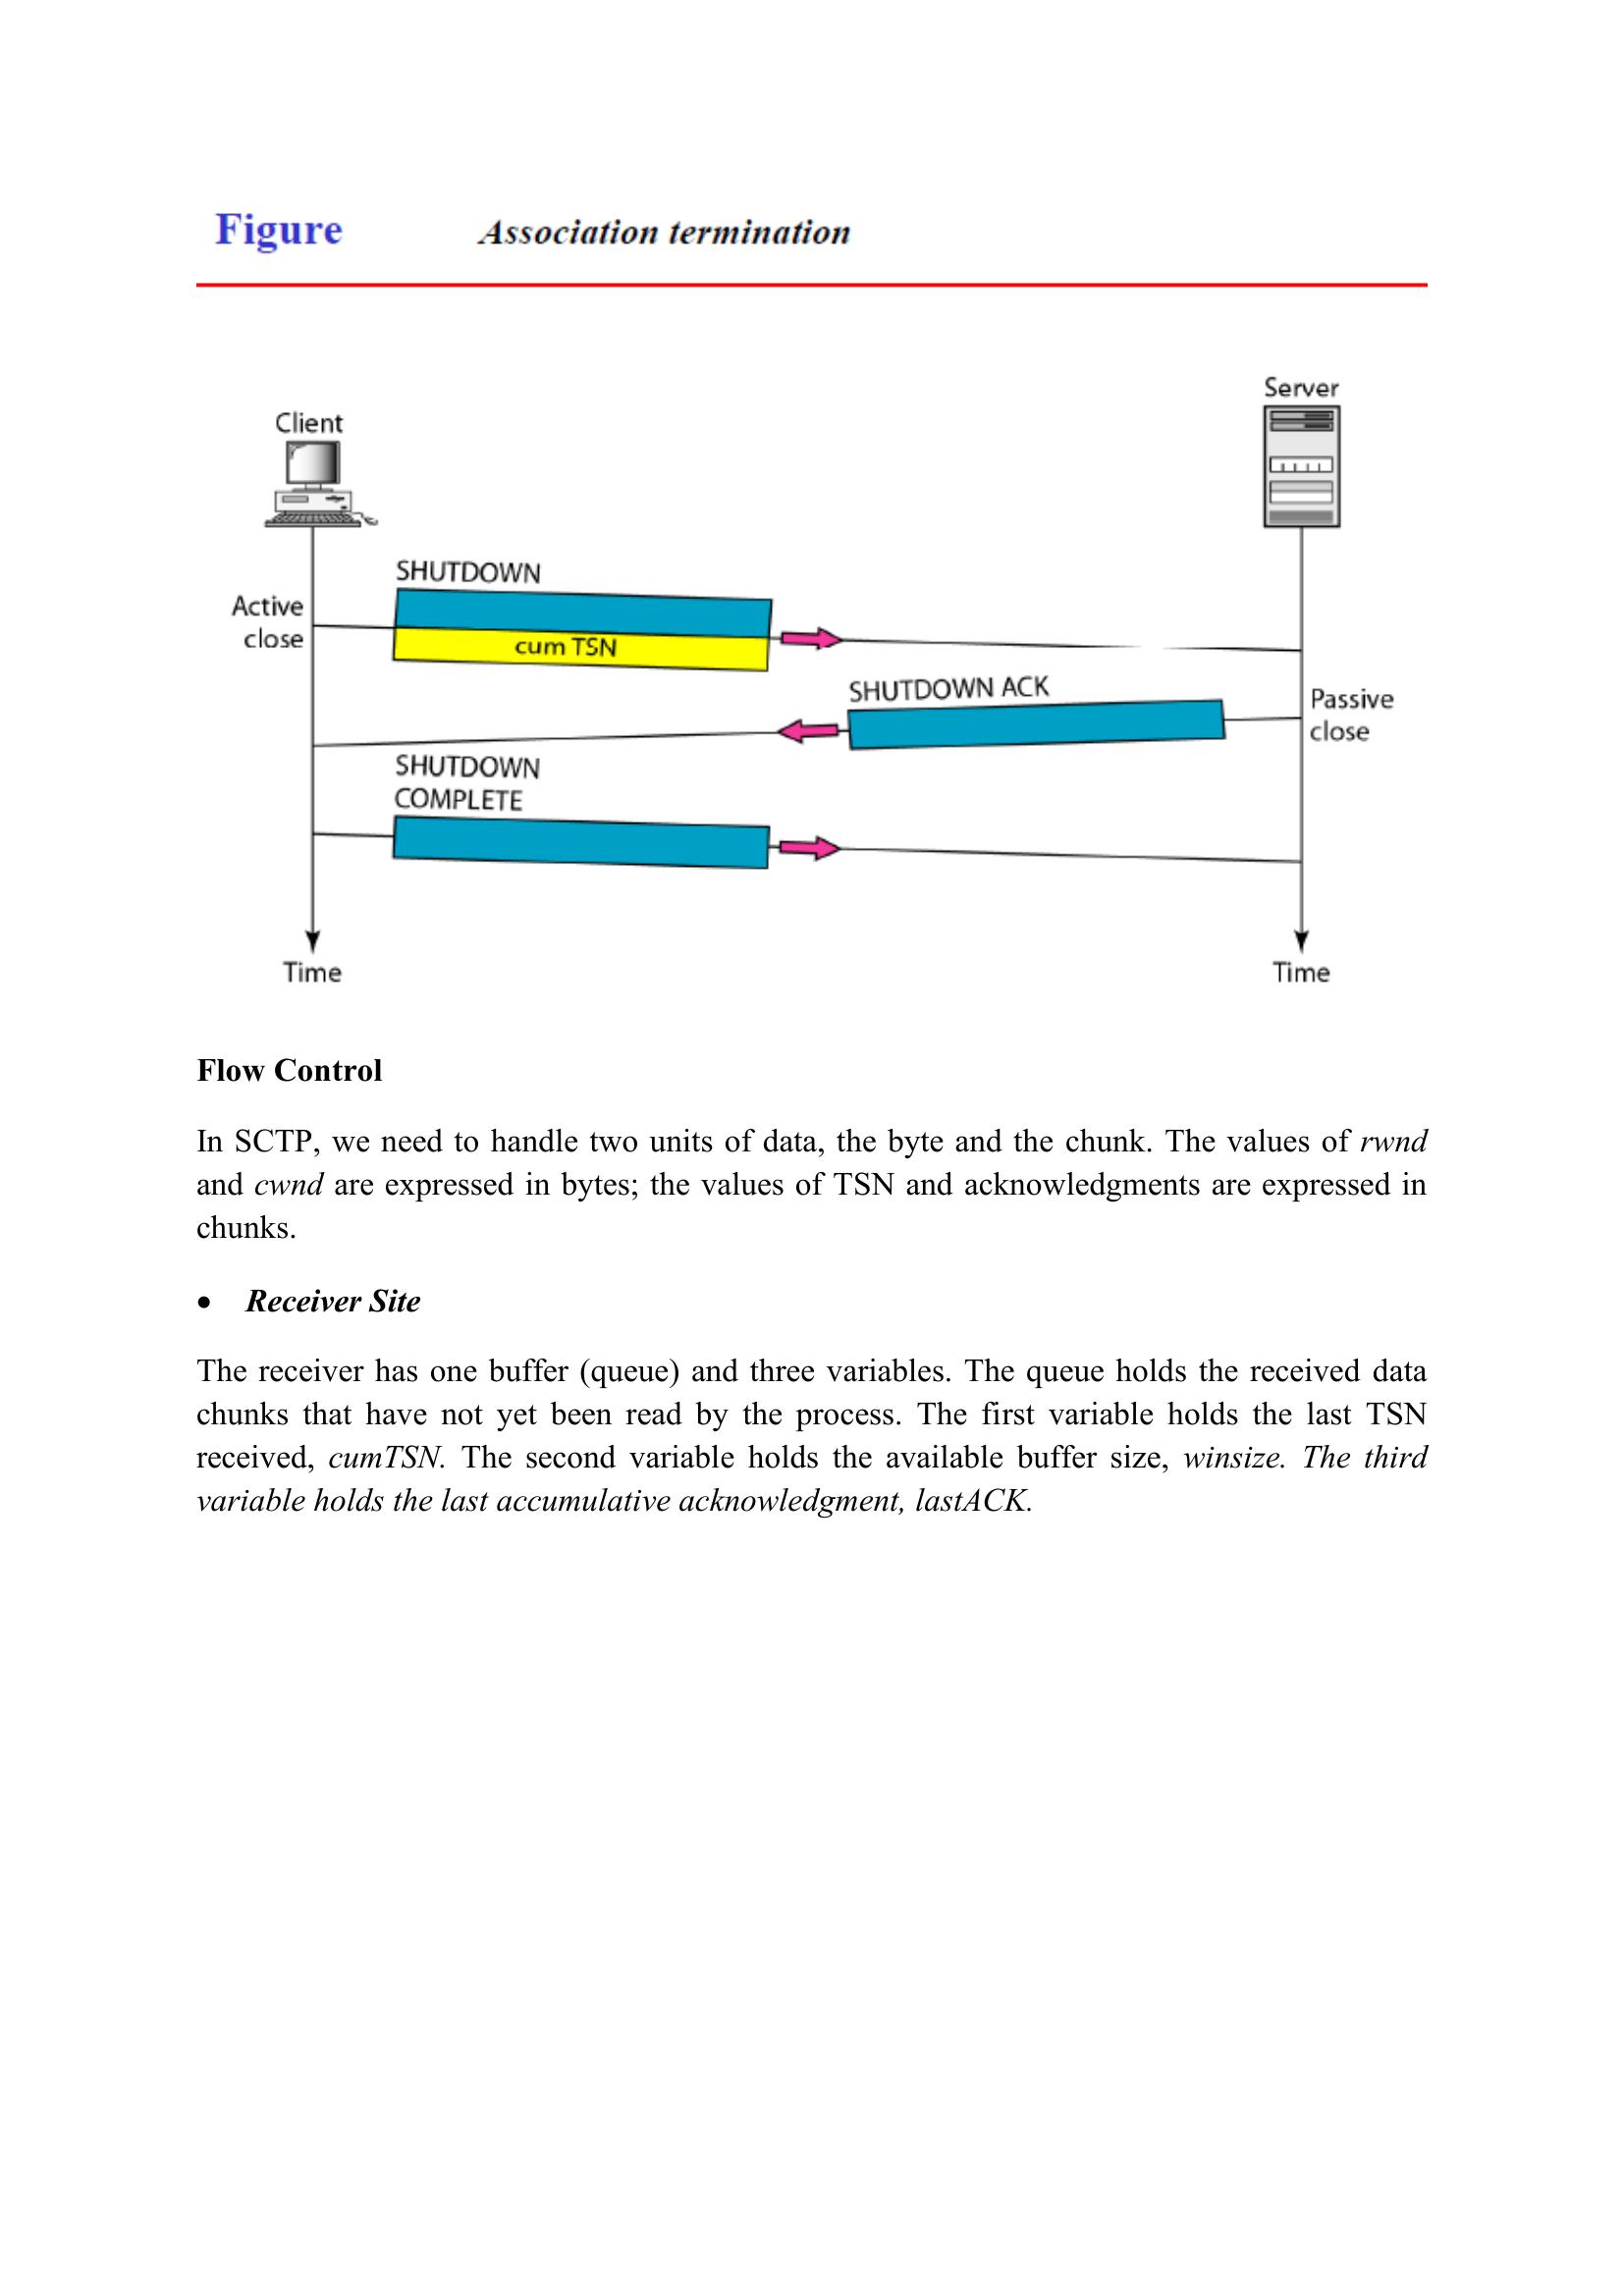 Figure Association termination
Client
Server
SHUTDOWN
Active
close
cum TSN
SHUTDOWN ACK
Passive
close
SHUTDOWN
COMPLETE
Time
Time
Flow Control
In SCTP, we need to handle two units of data, the byte and the chunk. The values of rwnd
and cwnd are expressed in bytes; the values of TSN and acknowledgments are expressed in
chunks.
• Receiver Site
The receiver has one buffer (queue) and three variables. The queue holds the received data
chunks that have not yet been read by the process. The first variable holds the last TSN
received, cumTSN. The second variable holds the available buffer size, winsize. The third
variable holds the last accumulative acknowledgment, lastACK.